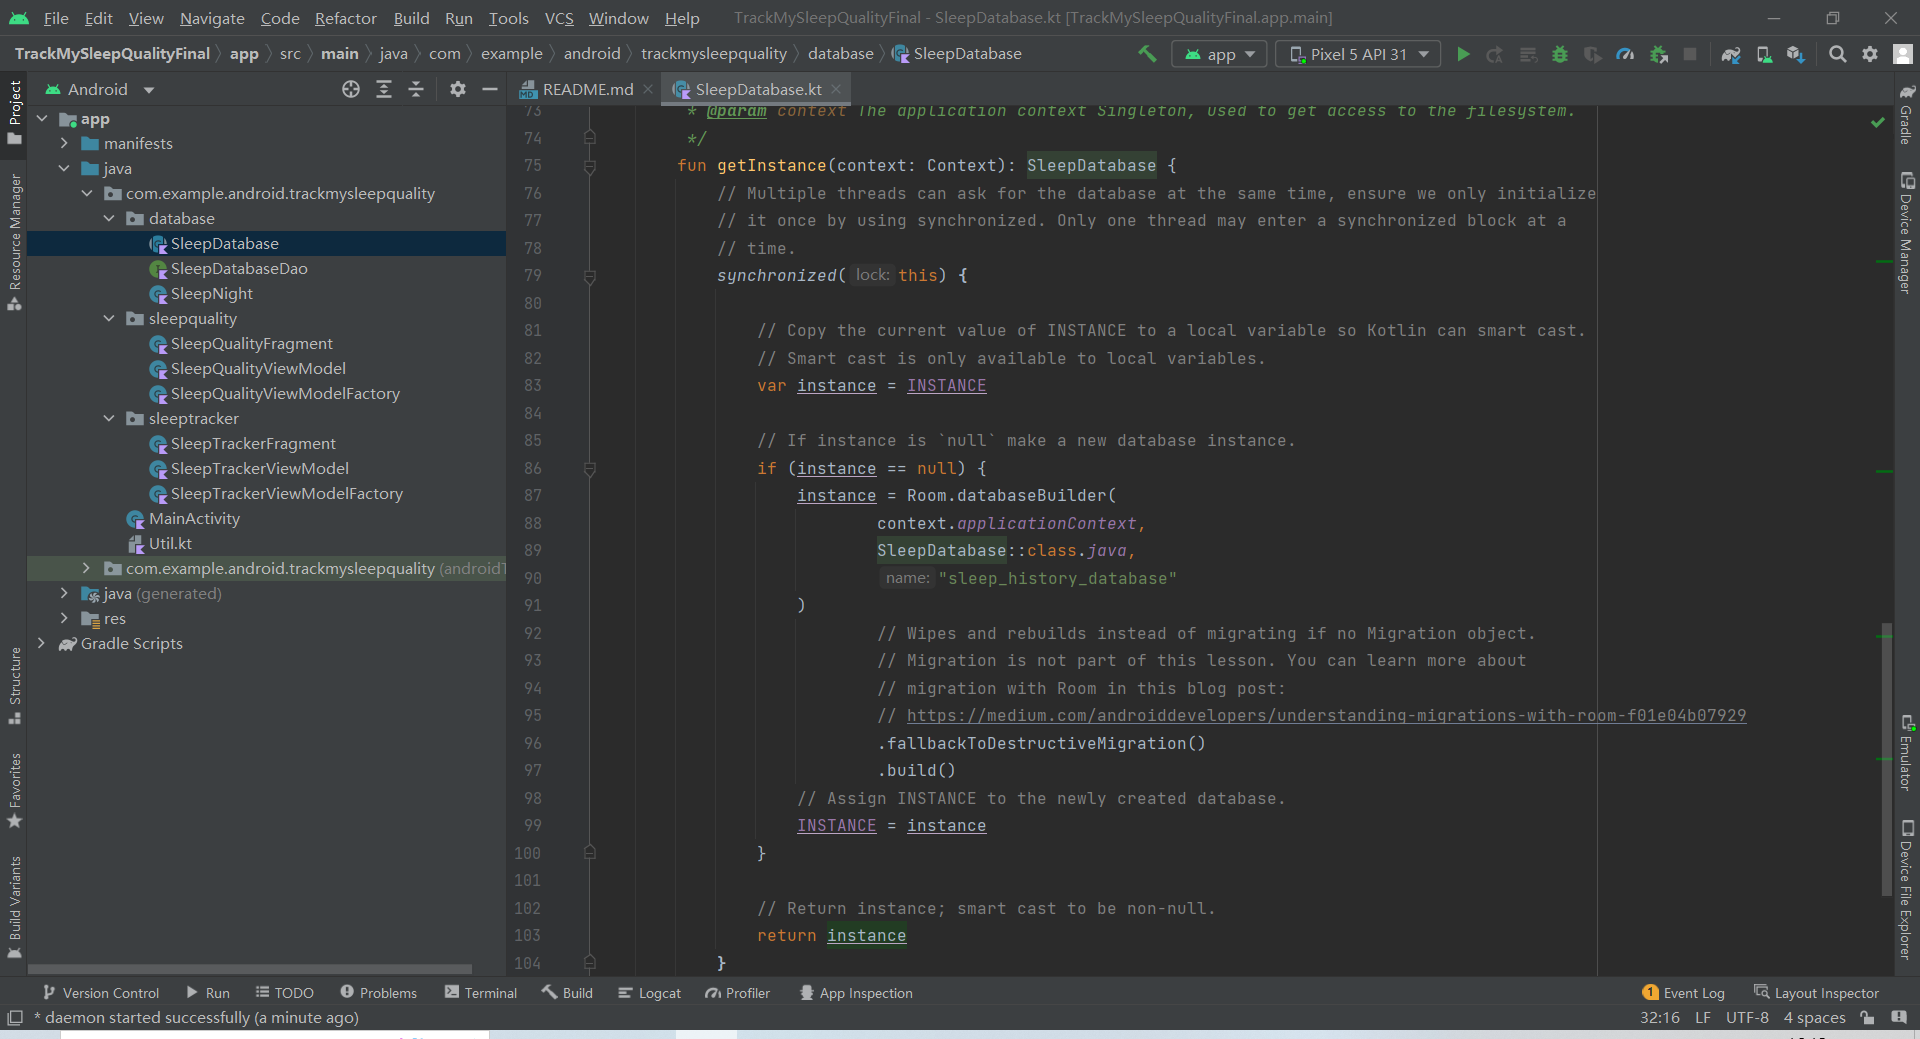 File Edit View Navigate Code Refactor Build Run Tools VCS Window Help TrackMySleepQualityFinal - SleepDatabase.kt [TrackMySleepQualityFinal.app.main]
TrackMySleepQualityFinal app src main java com example android trackmysleepquality database SleepDatabase app Pixel 5 API 31
Android README.md SleepDatabase.kt
Project
Resource Manager
Structure
Favorites
Build Variants
app
manifests
java
com.example.android.trackmysleepquality
database
SleepDatabase
SleepDatabaseDao
SleepNight
sleepquality
SleepQualityFragment
SleepQualityViewModel
SleepQualityViewModelFactory
sleeptracker
SleepTrackerFragment
SleepTrackerViewModel
SleepTrackerViewModelFactory
MainActivity
Util.kt
com.example.android.trackmysleepquality (androidT
java (generated)
res
Gradle Scripts
73 * @param context The application context Singleton, used to get access to the filesystem.
74 */
75 fun getInstance(context: Context): SleepDatabase {
76 // Multiple threads can ask for the database at the same time, ensure we only initialize
77 // it once by using synchronized. Only one thread may enter a synchronized block at a
78 // time.
79 synchronized( lock: this) {
80
81 // Copy the current value of INSTANCE to a local variable so Kotlin can smart cast.
82 // Smart cast is only available to local variables.
83 var instance = INSTANCE
84
85 // If instance is `null` make a new database instance.
86 if (instance == null) {
87 instance = Room.databaseBuilder(
88 context.applicationContext,
89 SleepDatabase::class.java,
90 name: "sleep_history_database"
91 )
92 // Wipes and rebuilds instead of migrating if no Migration object.
93 // Migration is not part of this lesson. You can learn more about
94 // migration with Room in this blog post:
95 // https://medium.com/androiddevelopers/understanding-migrations-with-room-f01e04b07929
96 .fallbackToDestructiveMigration()
97 .build()
98 // Assign INSTANCE to the newly created database.
99 INSTANCE = instance
100 }
101
102 // Return instance; smart cast to be non-null.
103 return instance
104 }
Gradle
Device Manager
Emulator
Device File Explorer
Version Control Run TODO Problems Terminal Build Logcat Profiler App Inspection 1 Event Log Layout Inspector
* daemon started successfully (a minute ago) 32:16 LF UTF-8 4 spaces